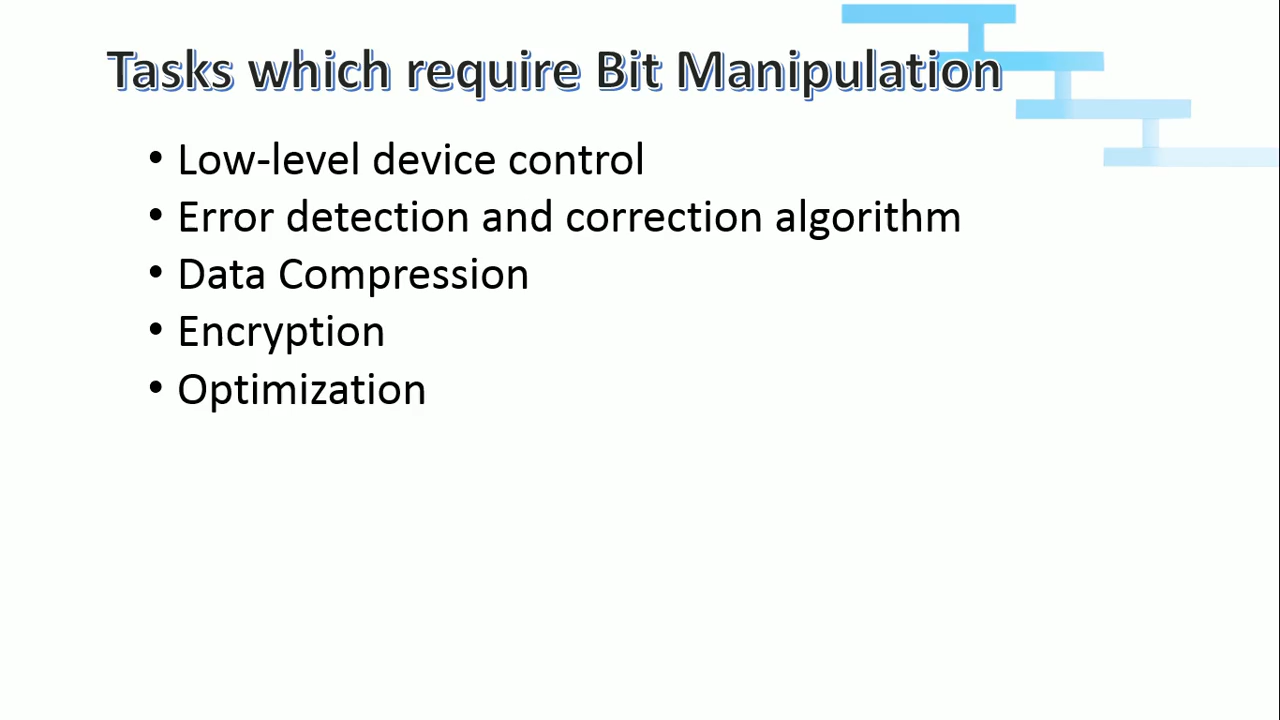 Tasks which require Bit Manipulation
• Low-level device control
• Error detection and correction algorithm
• Data Compression
• Encryption
• Optimization